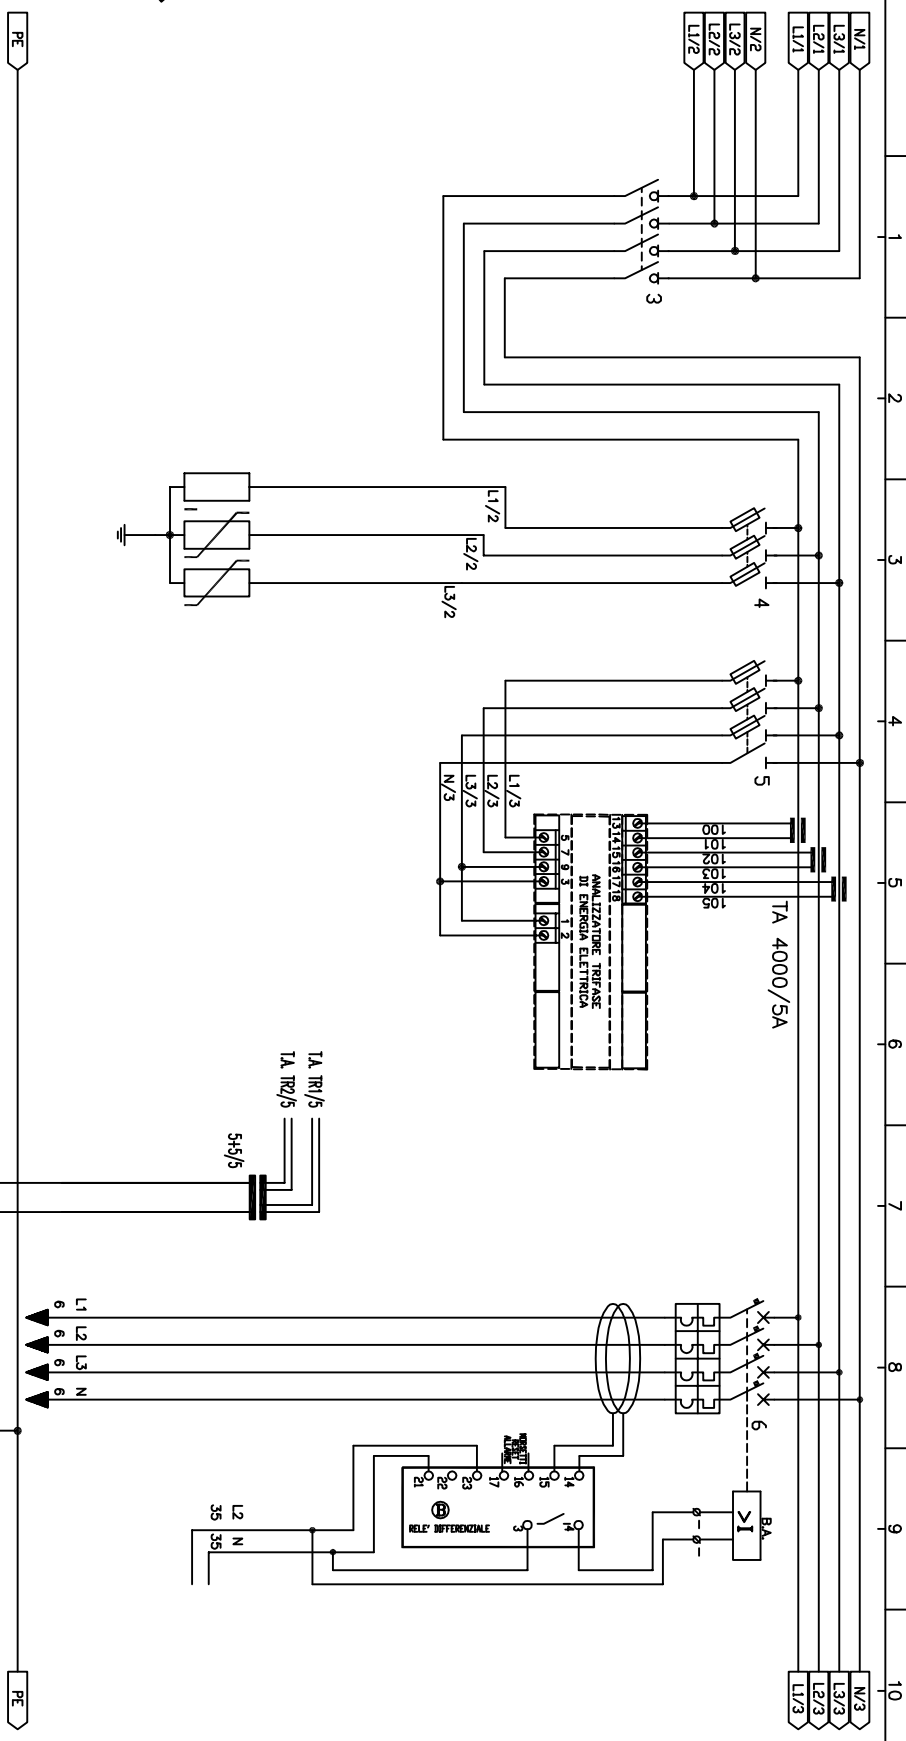 N/1
L3/1
L2/1
L1/1
N/2
L3/2
L2/2
L1/2
PE
1
2
3
4
5
6
7
8
9
10
3
L1/2
L2/2
L3/2
4
L1/3
L2/3
L3/3
N/3
5
100
101
102
103
104
105
TA 4000/5A
13
14
15
16
17
18
ANALIZZATORE TRIFASE
DI ENERGIA ELETTRICA
5
7
9
3
1
2
T.A. TR1/5
T.A. TR2/5
5+5/5
L1
6
L2
6
L3
6
N
6
6
B.A.
>I
MORSETTI
RESET
ALLARME
14
15
16
17
23
22
21
4
3
B
RELE' DIFFERENZIALE
L2
35
N
35
N/3
L3/3
L2/3
L1/3
PE